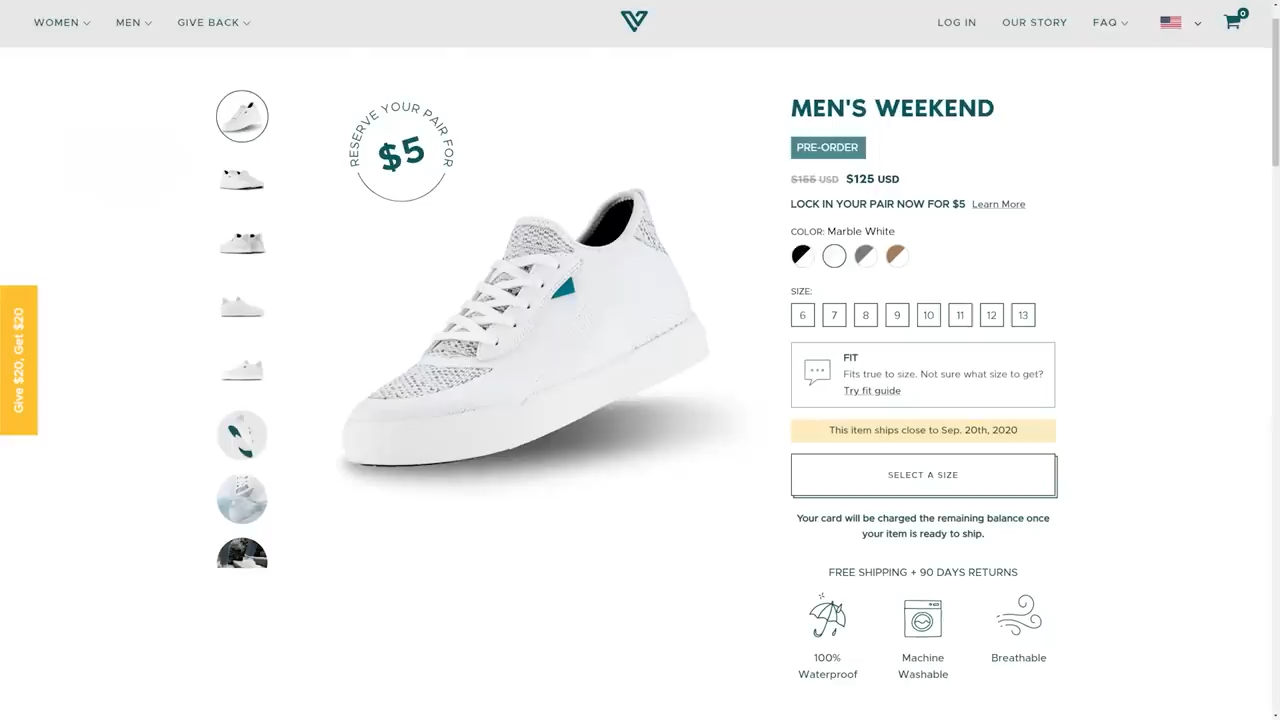 WOMEN
MEN
GIVE BACK
LOG IN
OUR STORY
FAQ
0
RESERVE YOUR PAIR FOR
$5
MEN'S WEEKEND
PRE-ORDER
$155 USD $125 USD
LOCK IN YOUR PAIR NOW FOR $5 Learn More
COLOR: Marble White
SIZE:
6 7 8 9 10 11 12 13
FIT
Fits true to size. Not sure what size to get?
Try fit guide
This item ships close to Sep. 20th, 2020
SELECT A SIZE
Your card will be charged the remaining balance once
your item is ready to ship.
FREE SHIPPING + 90 DAYS RETURNS
100%
Waterproof
Machine
Washable
Breathable
Give $20, Get $20